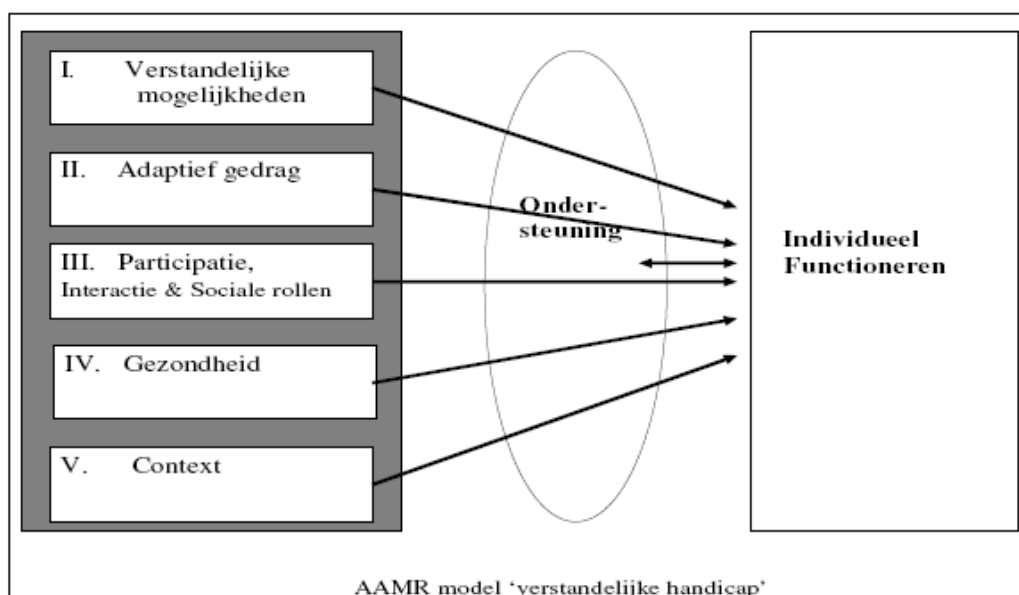 I. Verstandelijke
mogelijkheden
II. Adaptief gedrag
III. Participatie,
Interactie & Sociale rollen
IV. Gezondheid
V. Context
Onder-
steuning
Individueel
Functioneren
AAMR model ‘verstandelijke handicap’